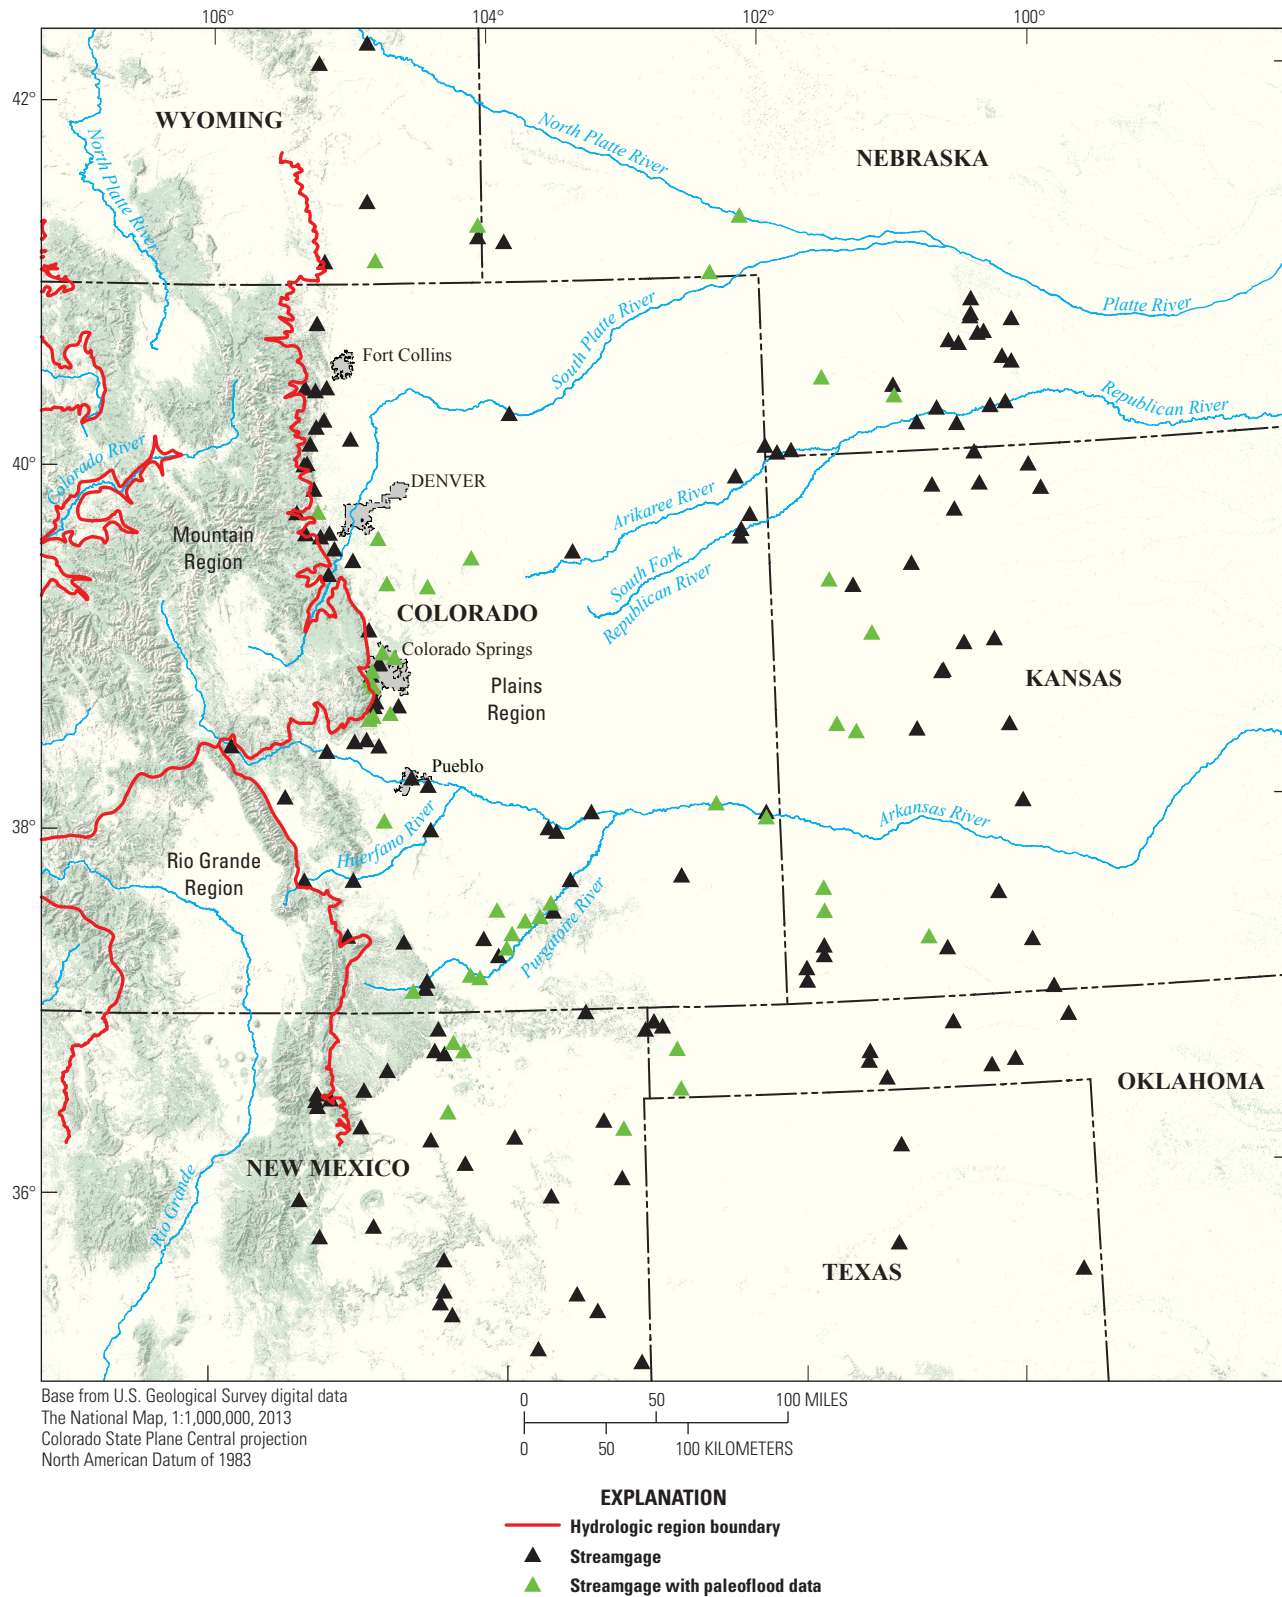 106°
104°
102°
100°
42°
40°
38°
36°
WYOMING
NEBRASKA
North Platte River
North Platte River
Platte River
South Platte River
Fort Collins
Republican River
Colorado River
DENVER
Arikaree River
Mountain
Region
South Fork
Republican River
COLORADO
Colorado Springs
Plains
Region
KANSAS
Pueblo
Arkansas River
Huerfano River
Rio Grande
Region
Purgatoire River
OKLAHOMA
NEW MEXICO
Rio Grande
TEXAS
Base from U.S. Geological Survey digital data
The National Map, 1:1,000,000, 2013
Colorado State Plane Central projection
North American Datum of 1983
0 50 100 MILES
0 50 100 KILOMETERS
EXPLANATION
Hydrologic region boundary
Streamgage
Streamgage with paleoflood data